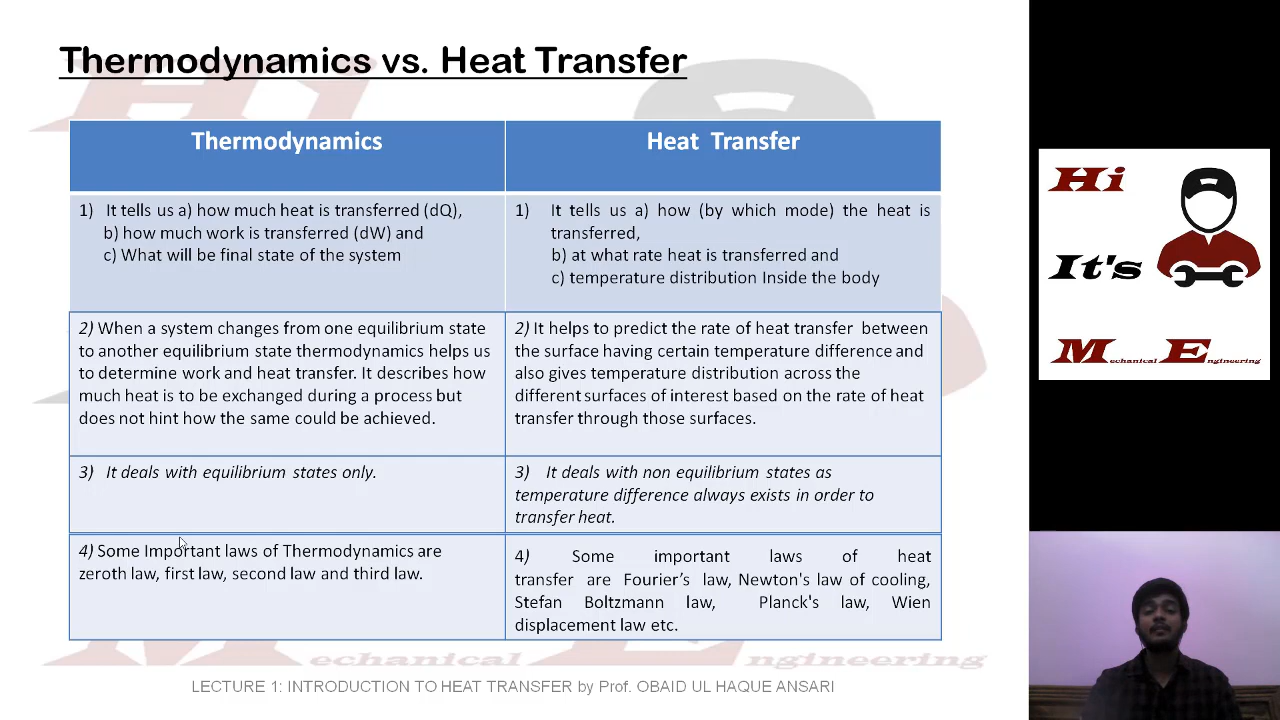 Thermodynamics vs. Heat Transfer
Thermodynamics
Heat Transfer
1) It tells us a) how much heat is transferred (dQ),
b) how much work is transferred (dW) and
c) What will be final state of the system
1) It tells us a) how (by which mode) the heat is
transferred,
b) at what rate heat is transferred and
c) temperature distribution Inside the body
2) When a system changes from one equilibrium state
to another equilibrium state thermodynamics helps us
to determine work and heat transfer. It describes how
much heat is to be exchanged during a process but
does not hint how the same could be achieved.
2) It helps to predict the rate of heat transfer between
the surface having certain temperature difference and
also gives temperature distribution across the
different surfaces of interest based on the rate of heat
transfer through those surfaces.
3) It deals with equilibrium states only.
3) It deals with non equilibrium states as
temperature difference always exists in order to
transfer heat.
4) Some Important laws of Thermodynamics are
zeroth law, first law, second law and third law.
4) Some important laws of heat
transfer are Fourier's law, Newton's law of cooling,
Stefan Boltzmann law, Planck's law, Wien
displacement law etc.
echanical ngineering
LECTURE 1: INTRODUCTION TO HEAT TRANSFER by Prof. OBAID UL HAQUE ANSARI
Hi
It's
Mechanical Engineering